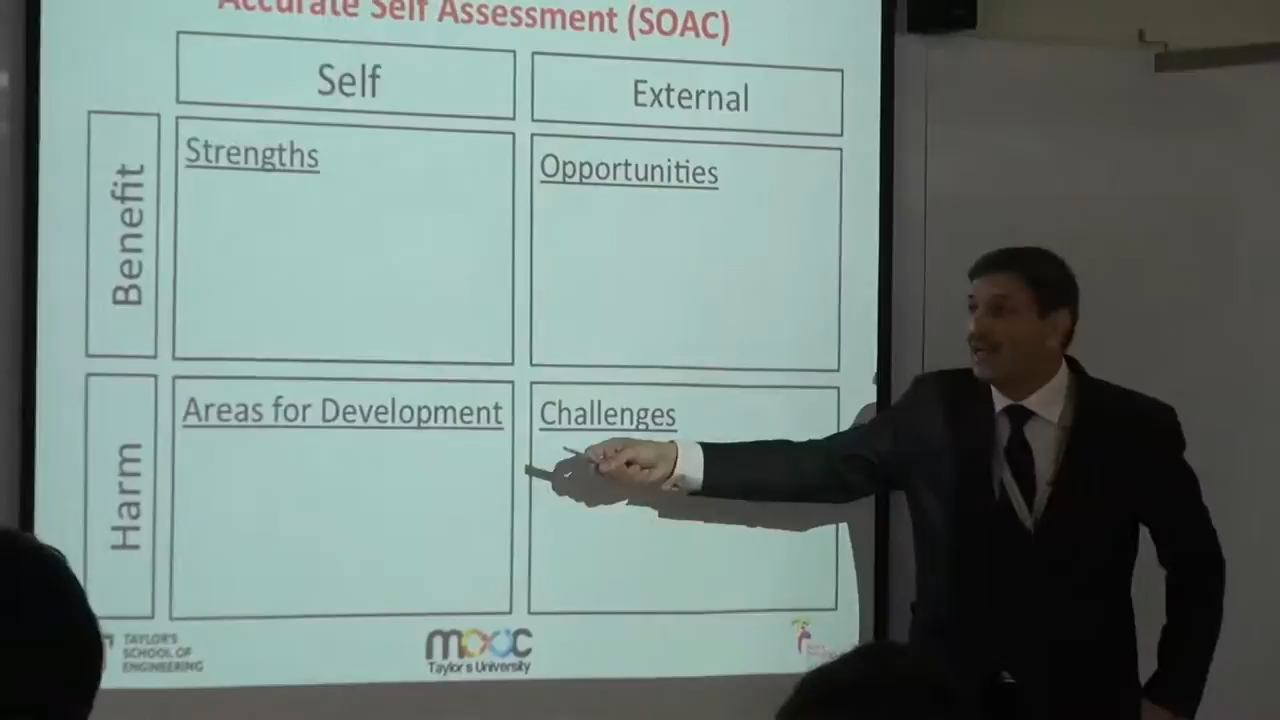 Accurate Self Assessment (SOAC)
Self
External
Benefit
Strengths
Opportunities
Harm
Areas for Development
Challenges
TAYLOR'S
SCHOOL OF
ENGINEERING
mooc
Taylor's University